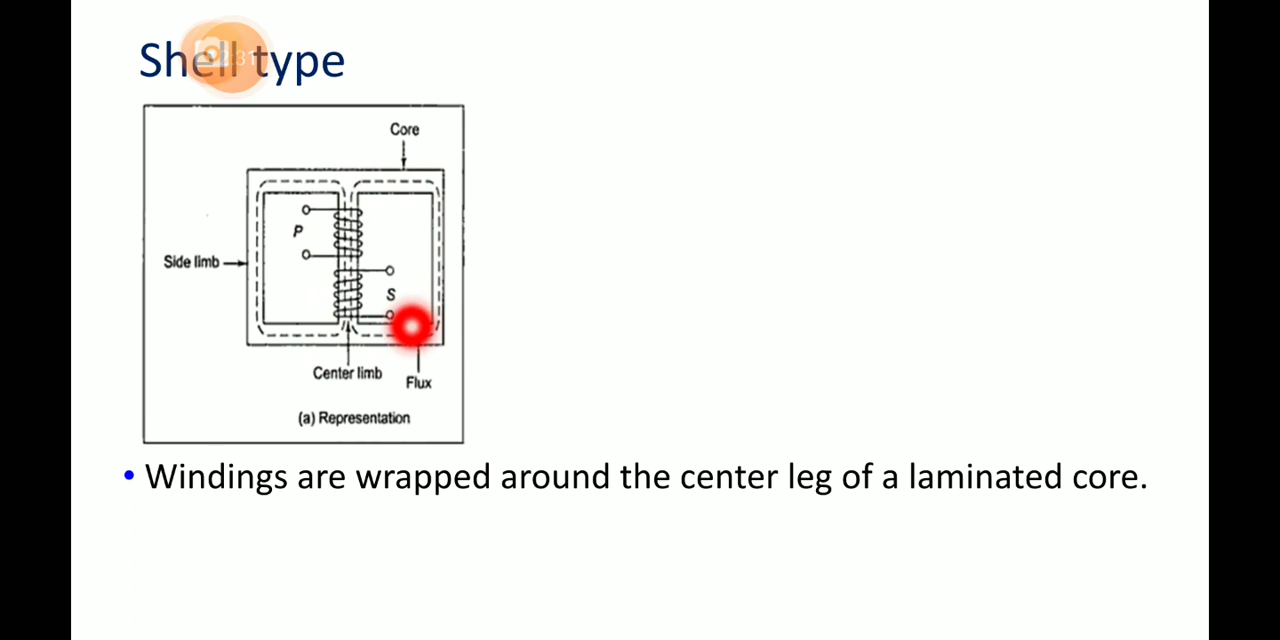 Shell type
Core
P
Side limb
S
Center limb
Flux
(a) Representation
• Windings are wrapped around the center leg of a laminated core.